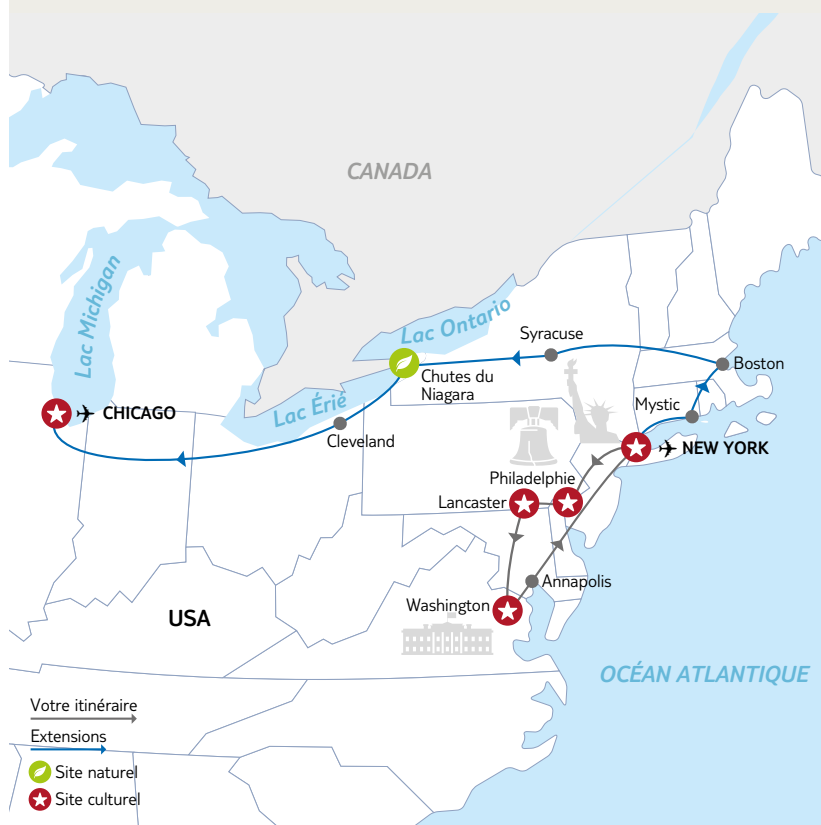 CANADA
Lac Michigan
Lac Ontario
Syracuse
Boston
Chutes du
Niagara
Lac Érié
Mystic
CHICAGO
Cleveland
NEW YORK
Philadelphie
Lancaster
Annapolis
Washington
USA
OCÉAN ATLANTIQUE
Votre itinéraire
Extensions
Site naturel
Site culturel